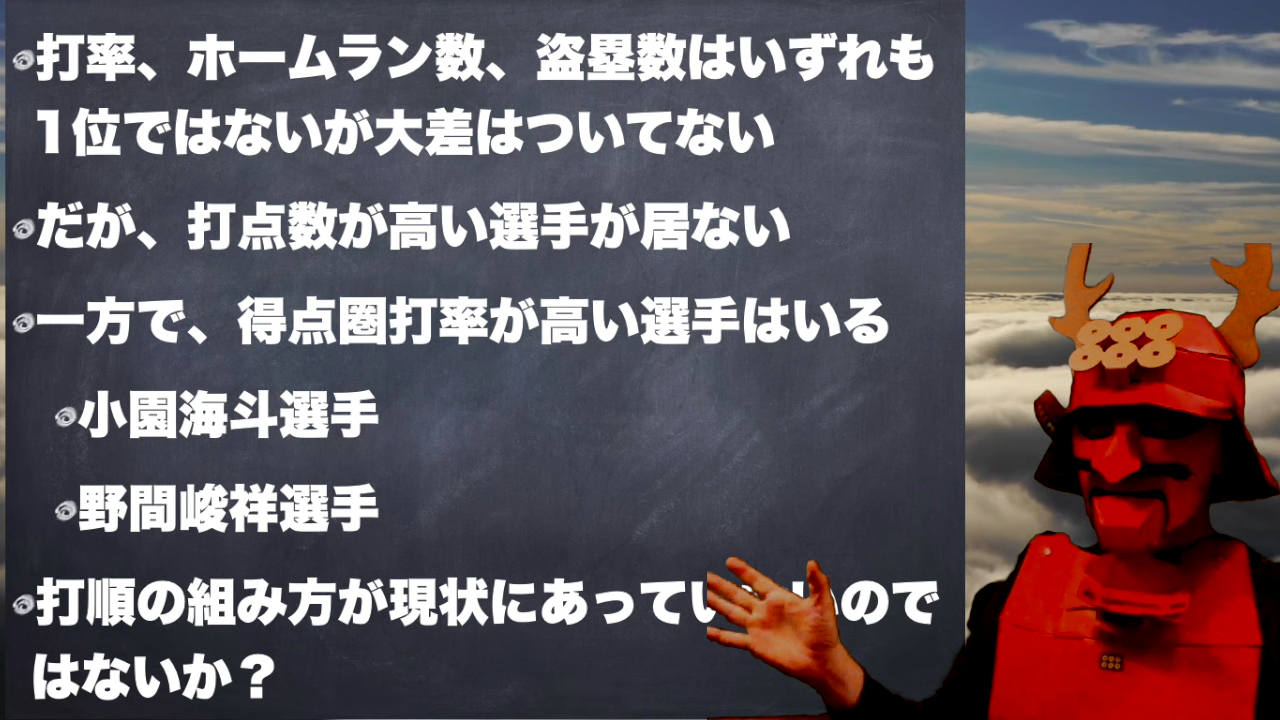 打率、ホームラン数、盗塁数はいずれも
1位ではないが大差はついてない
だが、打点数が高い選手が居ない
一方で、得点圏打率が高い選手はいる
小園海斗選手
野間峻祥選手
打順の組み方が現状にあってい いので
はないか？